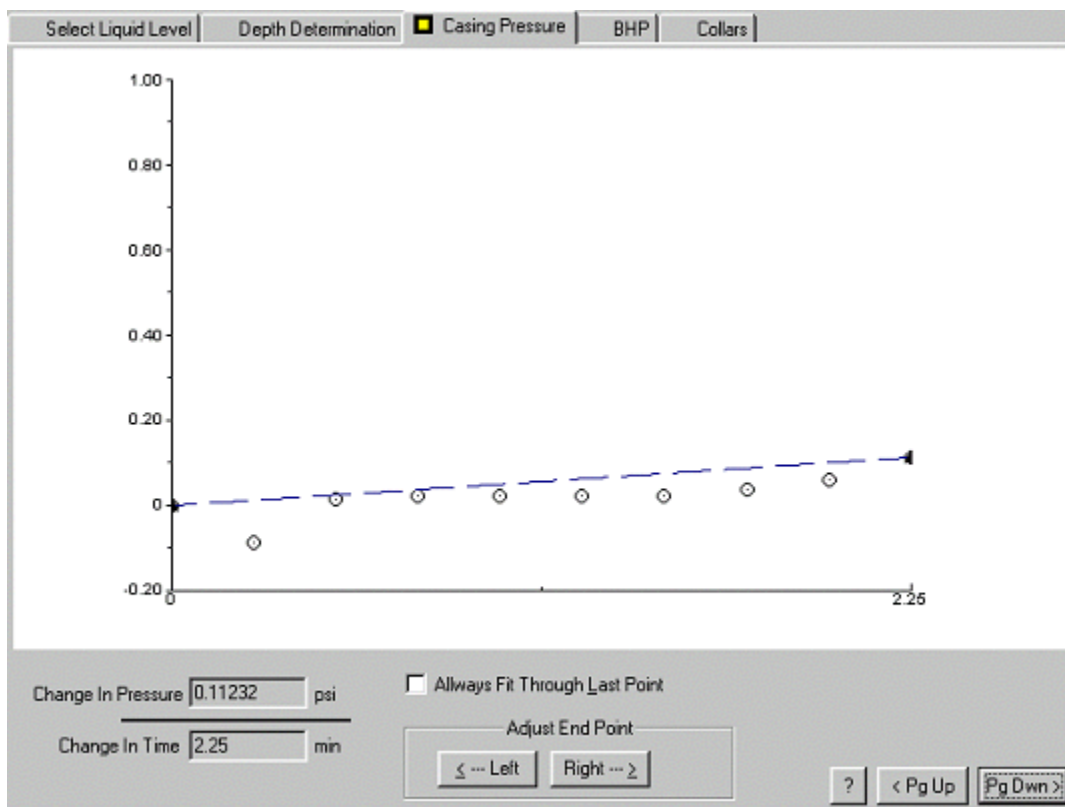 Select Liquid Level Depth Determination Casing Pressure BHP Collars
1.00
0.80
0.60
0.40
0.20
0
-0.20
0 2.25
Change In Pressure 0.11232 psi
Change In Time 2.25 min
Allways Fit Through Last Point
Adjust End Point
< --- Left Right --- >
? < Pg Up Pg Dwn >